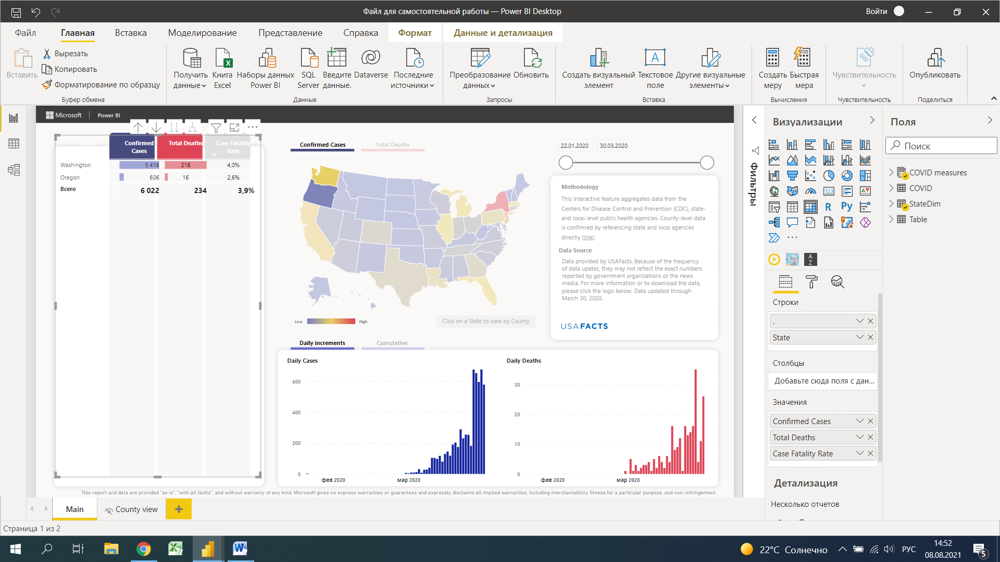 Файл для самостоятельной работы — Power BI Desktop
Войти
Файл
Главная
Вставка
Моделирование
Представление
Справка
Формат
Данные и детализация
Вставить
Вырезать
Копировать
Форматирование по образцу
Буфер обмена
Получить данные
Книга Excel
Наборы данных Power BI
SQL Server
Введите данные.
Dataverse
Последние источники
Данные
Преобразование данных
Обновить
Запросы
Создать визуальный элемент
Текстовое поле
Другие визуальные элементы
Вставка
Создать меру
Быстрая мера
Вычисления
Чувствительность
Чувствительность
Опубликовать
Поделиться
Microsoft
Power BI
State
Confirmed Cases
Total Deaths
Case Fatality Rate
Washington 5 416 218 4,0%
Oregon 606 16 2,6%
Всего 6 022 234 3,9%
Confirmed Cases
Total Deaths
22.01.2020
30.03.2020
Methodology
This interactive feature aggregates data from the
Centers for Disease Control and Prevention (CDC), state-
and local-level public health agencies. County-level data
is confirmed by referencing state and local agencies
directly (link).
Data Source
Data provided by USAFacts. Because of the frequency
of data upates, they may not reflect the exact numbers
reported by government organizations or the news
media. For more information or to download the data,
please click the logo below. Data updated through
March 30, 2020.
USAFACTS
Low
High
Click on a State to view by County
Daily increments
Cumulative
Daily Cases
600
400
200
0
фев 2020
мар 2020
Daily Deaths
30
20
10
0
фев 2020
мар 2020
This report and data are provided "as is", "with all faults", and without warranty of any kind. Microsoft gives no express warranties or guarantees and expressly disclaims all implied warranties, including merchantability, fitness for a particular purpose, and non-infringement.
Фильтры
Визуализации
123
R
Py
A
Z
Строки
.
State
Столбцы
Добавьте сюда поля с дан...
Значения
Confirmed Cases
Total Deaths
Case Fatality Rate
Детализация
Несколько отчетов
Поля
Поиск
COVID measures
COVID
StateDim
Table
Main
County view
Страница 1 из 2
22°C Солнечно
РУС
14:52
08.08.2021
5